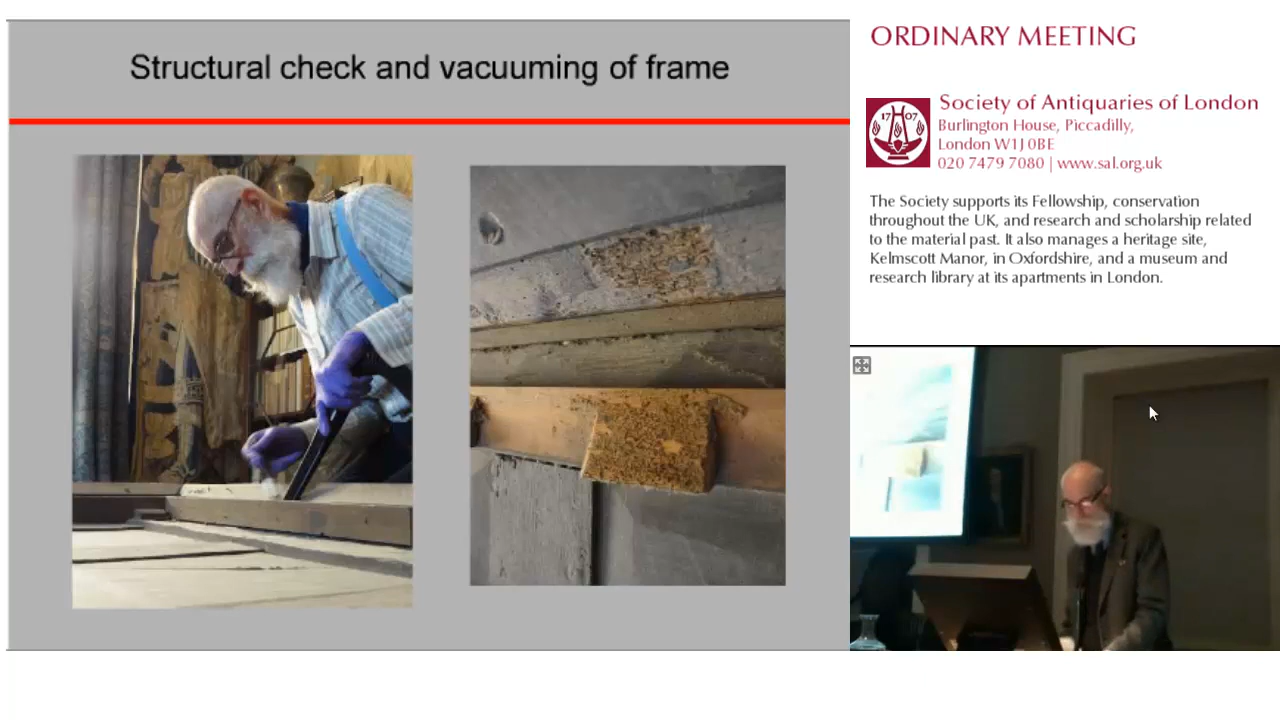 Structural check and vacuuming of frame
ORDINARY MEETING
17 07
Society of Antiquaries of London
Burlington House, Piccadilly,
London W1J 0BE
020 7479 7080 | www.sal.org.uk
The Society supports its Fellowship, conservation
throughout the UK, and research and scholarship related
to the material past. It also manages a heritage site,
Kelmscott Manor, in Oxfordshire, and a museum and
research library at its apartments in London.